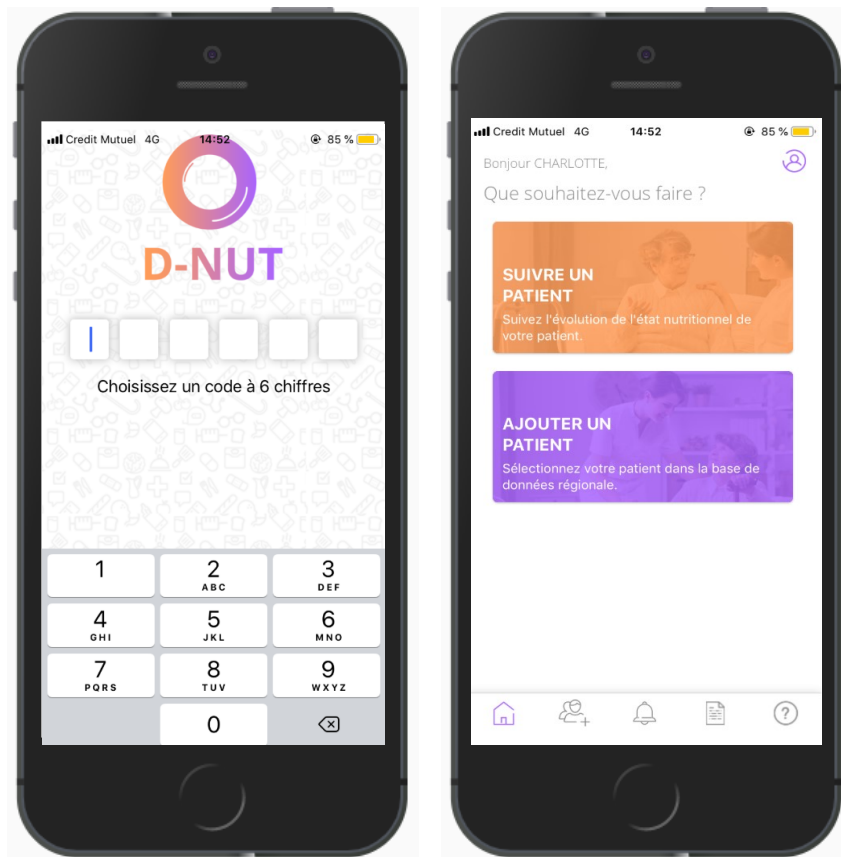 Credit Mutuel 4G 14:52 85 %
D-NUT
Choisissez un code à 6 chiffres
1
2
ABC
3
DEF
4
GHI
5
JKL
6
MNO
7
PQRS
8
TUV
9
WXYZ
0
Credit Mutuel 4G 14:52 85 %
Bonjour CHARLOTTE,
Que souhaitez-vous faire ?
SUIVRE UN
PATIENT
Suivez l'évolution de l'état nutritionnel de
votre patient.
AJOUTER UN
PATIENT
Sélectionnez votre patient dans la base de
données régionale.
?